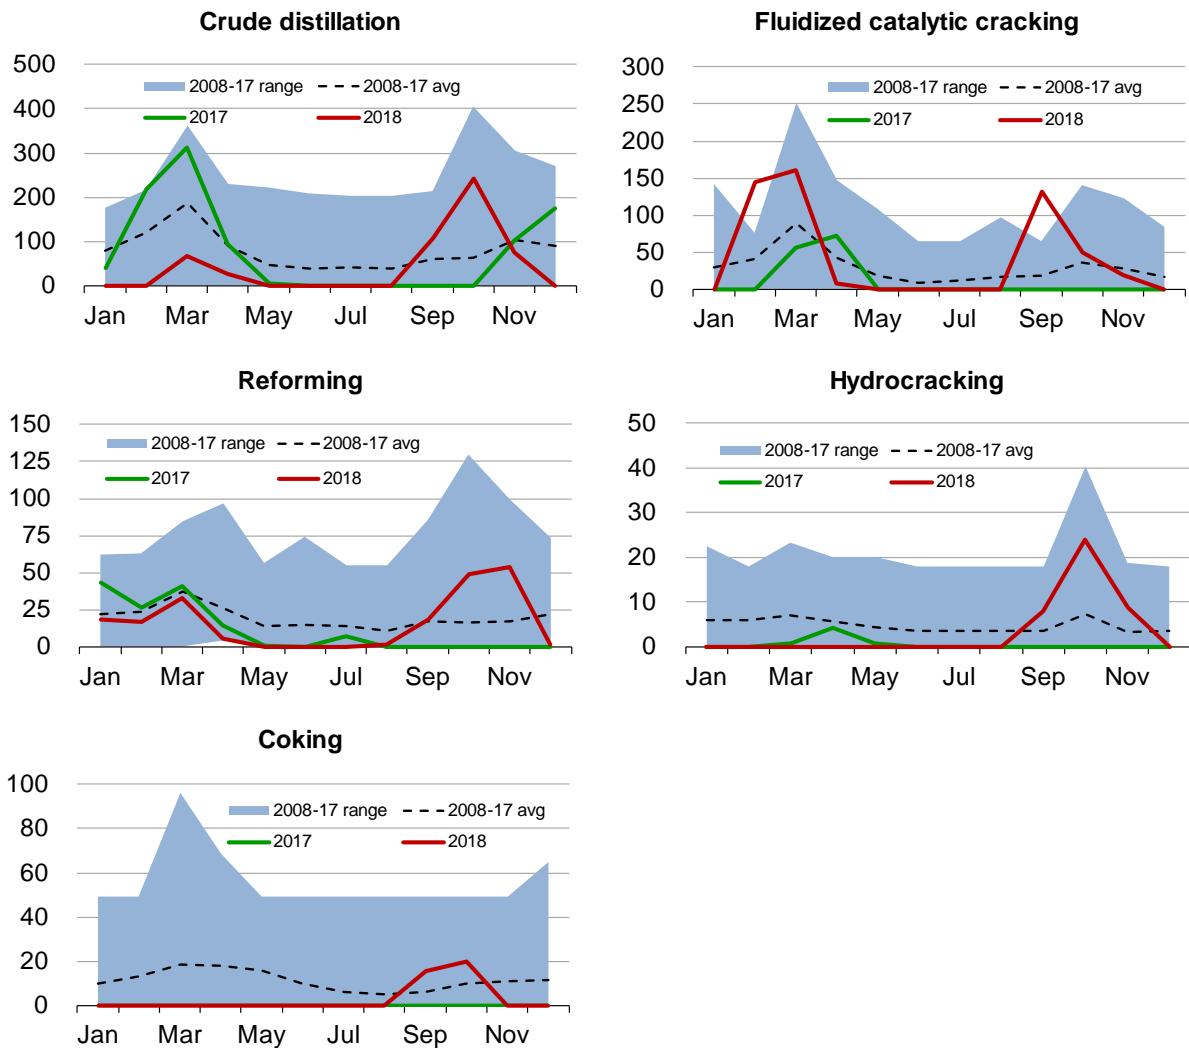 Crude distillation
500
400
300
200
100
0
2008-17 range
2008-17 avg
2017
2018
Jan Mar May Jul Sep Nov
Fluidized catalytic cracking
300
250
200
150
100
50
0
2008-17 range
2008-17 avg
2017
2018
Jan Mar May Jul Sep Nov
Reforming
150
125
100
75
50
25
0
2008-17 range
2008-17 avg
2017
2018
Jan Mar May Jul Sep Nov
Hydrocracking
50
40
30
20
10
0
2008-17 range
2008-17 avg
2017
2018
Jan Mar May Jul Sep Nov
Coking
100
80
60
40
20
0
2008-17 range
2008-17 avg
2017
2018
Jan Mar May Jul Sep Nov